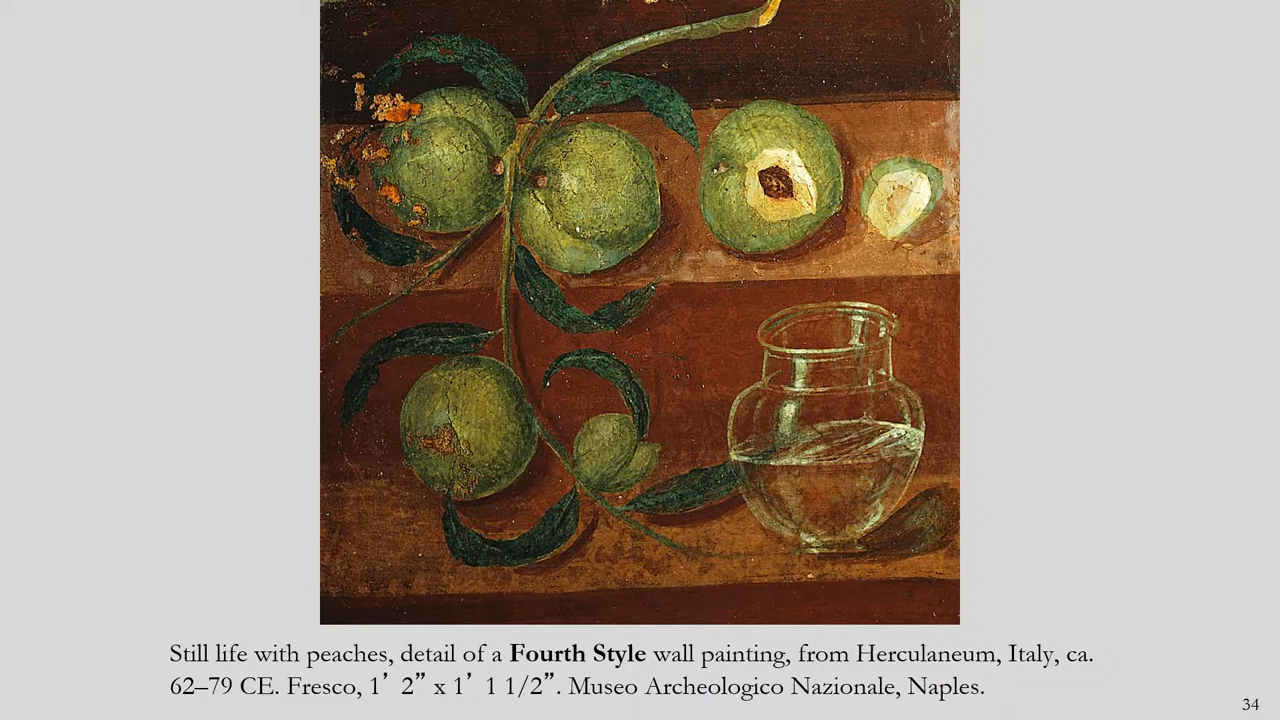 Still life with peaches, detail of a Fourth Style wall painting, from Herculaneum, Italy, ca.
62–79 CE. Fresco, 1’ 2” x 1’ 1 1/2”. Museo Archeologico Nazionale, Naples.
34